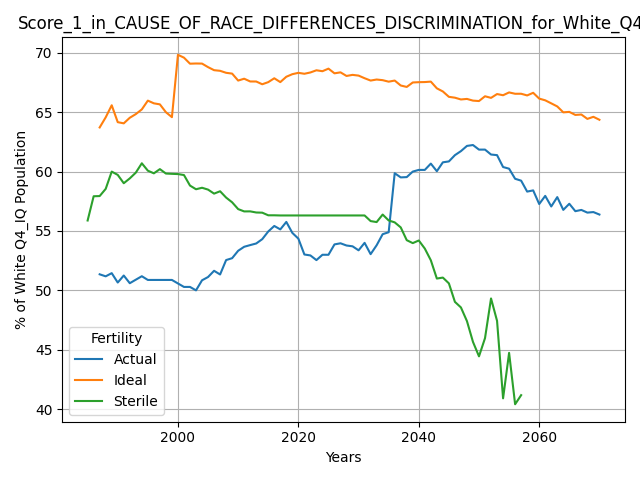 Score_1_in_CAUSE_OF_RACE_DIFFERENCES_DISCRIMINATION_for_White_Q4
% of White Q4_IQ Population
70
65
60
55
50
45
40
Fertility
Actual
Ideal
Sterile
2000
2020
2040
2060
Years